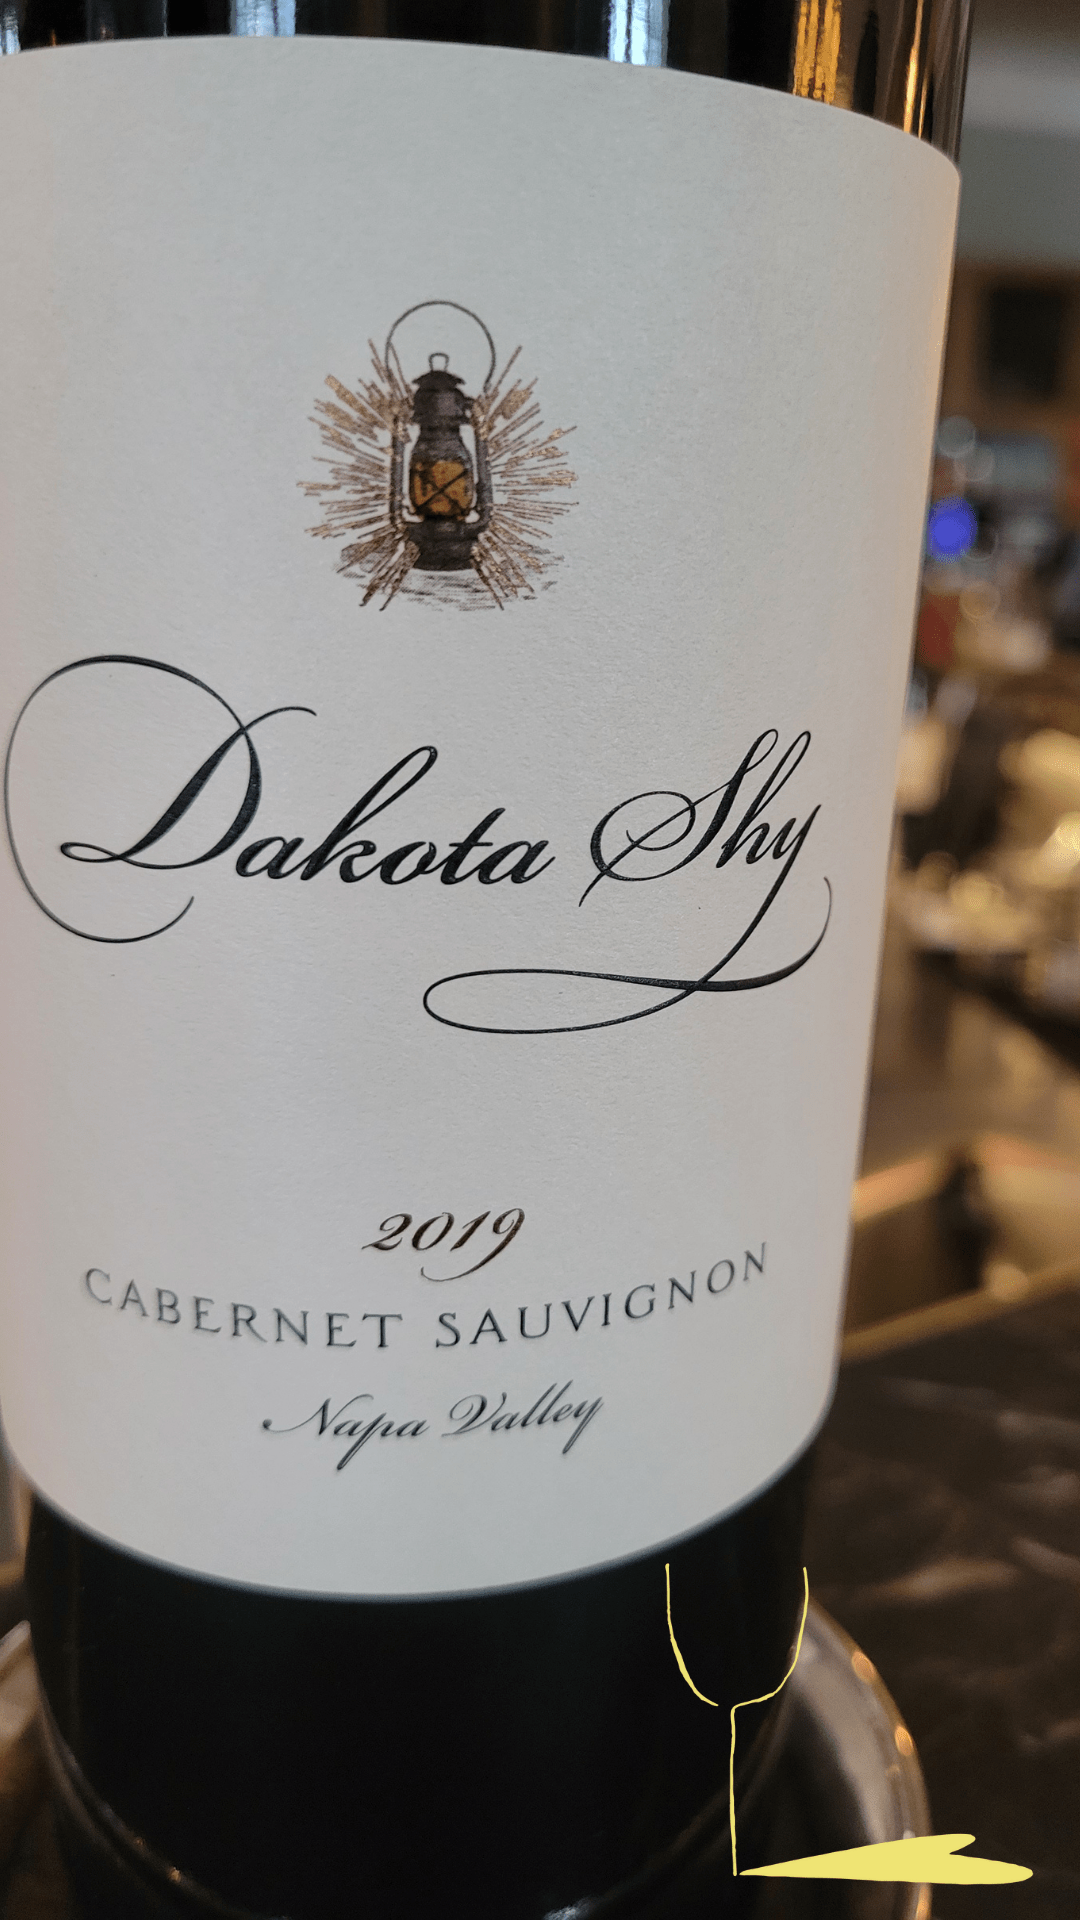 Dakota Shy
2019
CABERNET SAUVIGNON
Napa Valley